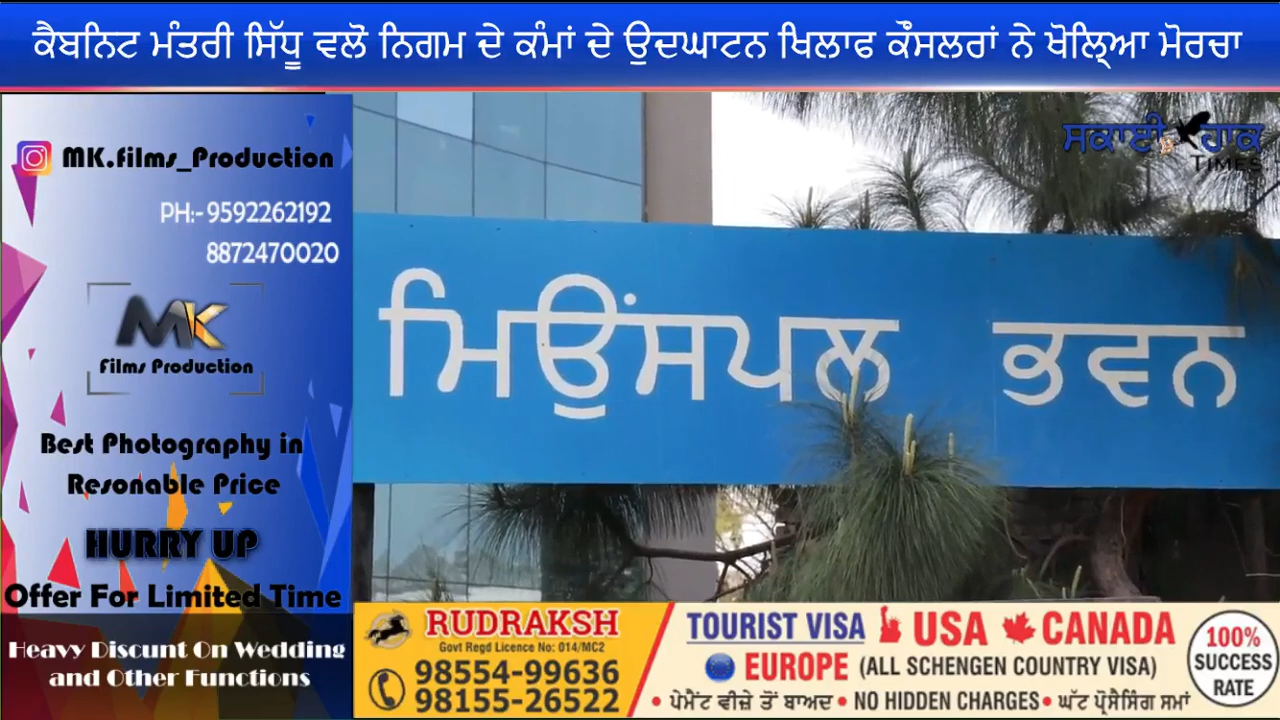 ਕੈਬਨਿਟ ਮੰਤਰੀ ਸਿੱਧੂ ਵਲੋ ਨਿਗਮ ਦੇ ਕੰਮਾਂ ਦੇ ਉਦਘਾਟਨ ਖਿਲਾਫ ਕੌਸਲਰਾਂ ਨੇ ਖੋਲ੍ਹਿਆ ਮੋਰਚਾ
MK.films_Production
PH:- 9592262192
8872470020
MK
Films Production
Best Photography in
Resonable Price
HURRY UP
Offer For Limited Time
Heavy Discount On Wedding
and Other Functions
ਸਕਾਈ ਹਾਕ
TIMES
ਮਿਉਂਸਪਲ ਭਵਨ
RUDRAKSH
Govt Regd Licence No: 014/MC2
98554-99636
98155-26522
TOURIST VISA USA CANADA
EUROPE (ALL SCHENGEN COUNTRY VISA)
• ਪੇਮੈਂਟ ਵੀਜ਼ੇ ਤੋਂ ਬਾਅਦ • NO HIDDEN CHARGES • ਘੱਟ ਪ੍ਰੋਸੈਸਿੰਗ ਸਮਾਂ
100%
SUCCESS
RATE